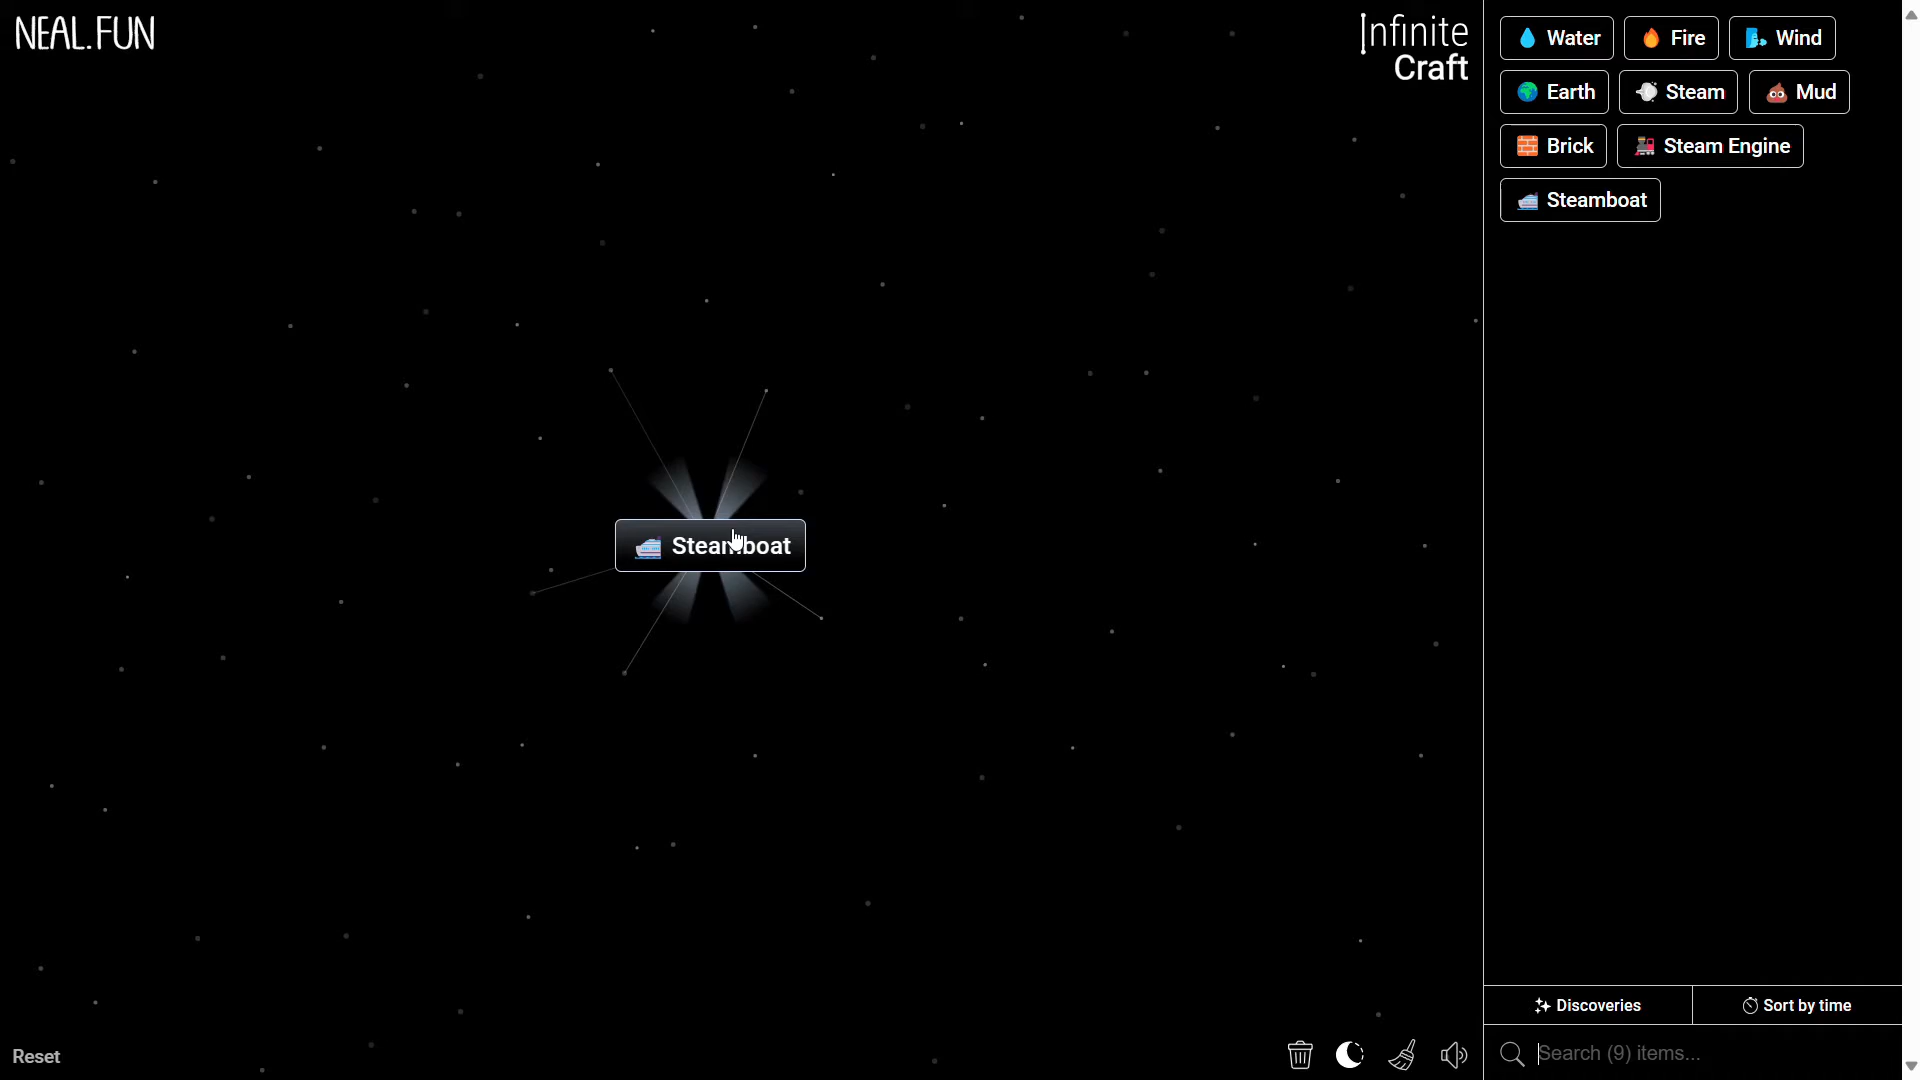 NEAL.FUN
Infinite
Craft
Water
Fire
Wind
Earth
Steam
Mud
Brick
Steam Engine
Steamboat
Steamboat
Discoveries
Sort by time
Search (9) items...
Reset